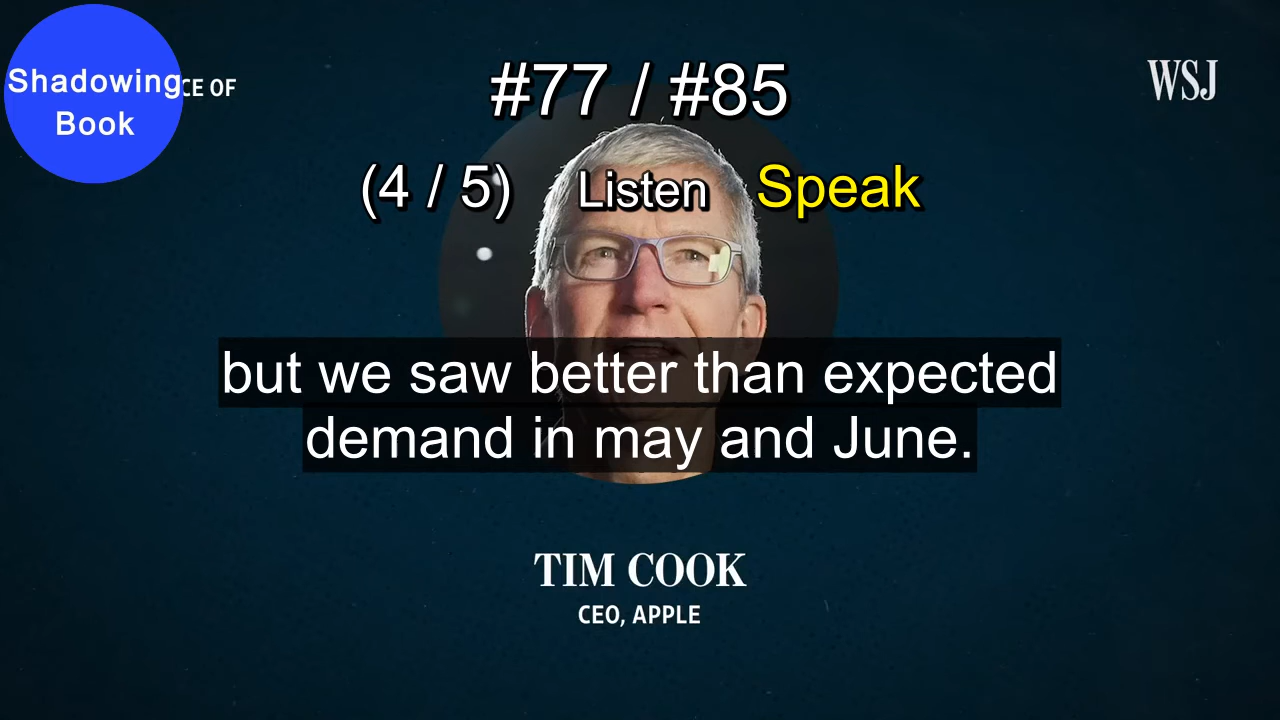 Shadowing
Book
CE OF
#77 / #85
WSJ
(4 / 5) Listen Speak
but we saw better than expected
demand in may and June.
TIM COOK
CEO, APPLE